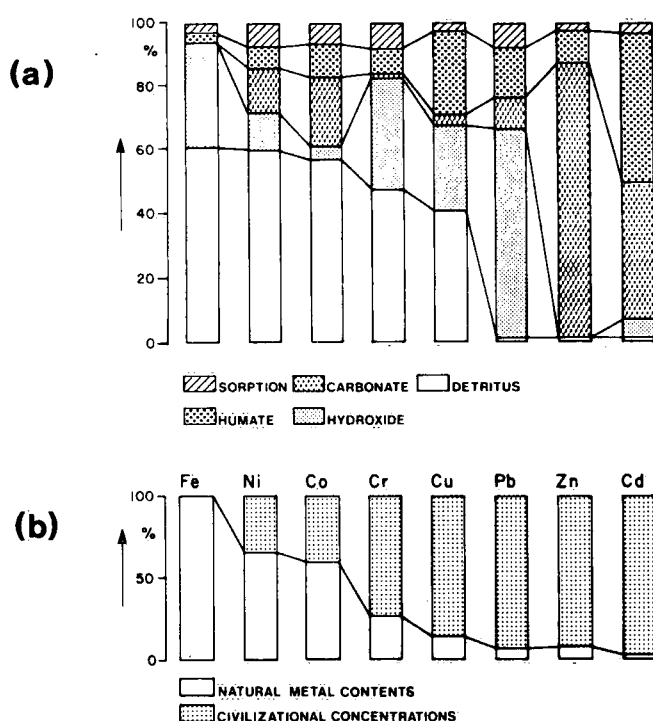 (a)
100
%
80
60
40
20
0
SORPTION CARBONATE DETRITUS
HUMATE HYDROXIDE
(b)
Fe Ni Co Cr Cu Pb Zn Cd
100
%
50
0
NATURAL METAL CONTENTS
CIVILIZATIONAL CONCENTRATIONS